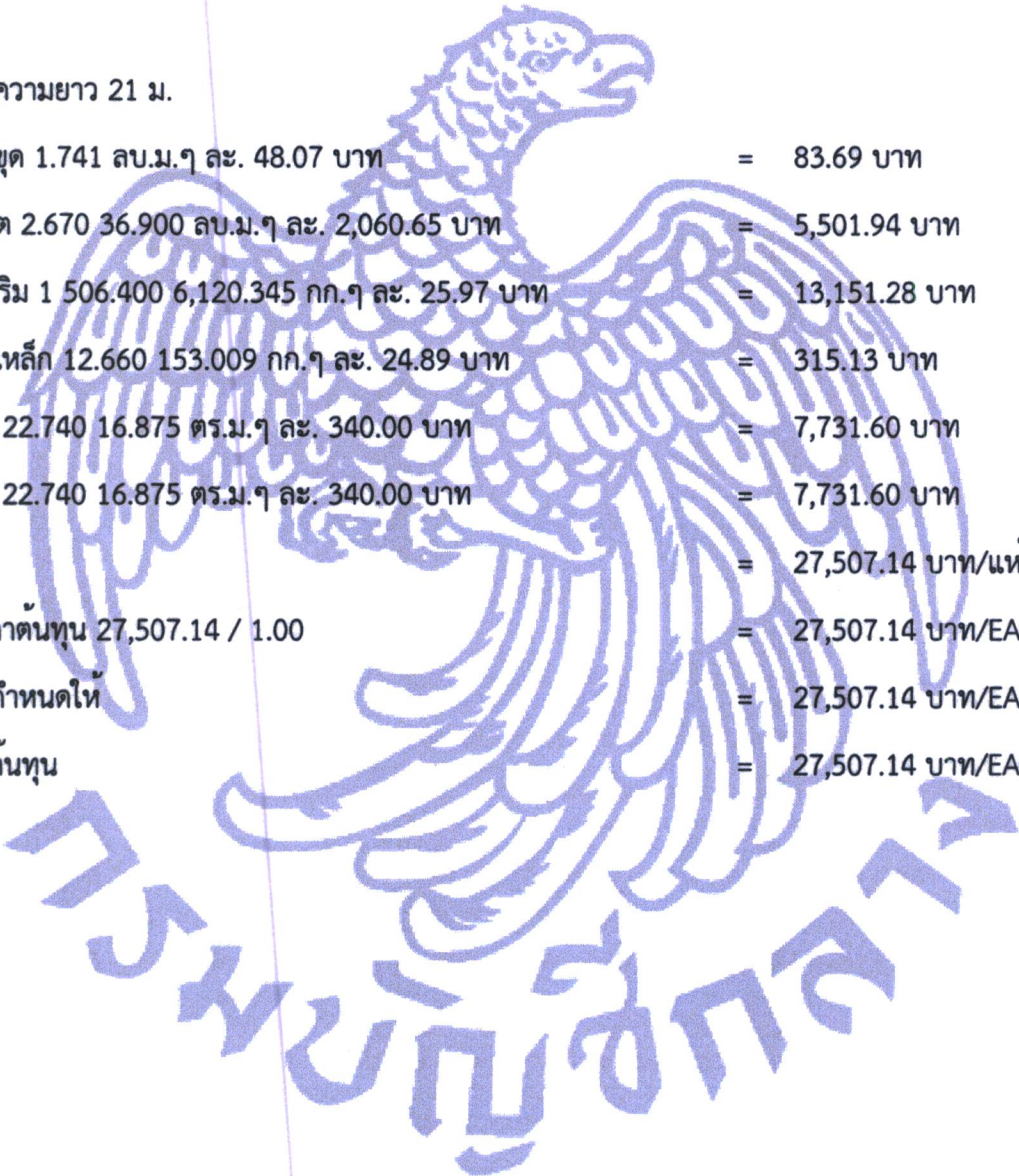 ความยาว 21 ม.
ขุด 1.741 ลบ.ม.ๆ ละ. 48.07 บาท = 83.69 บาท
ต 2.670 36.900 ลบ.ม.ๆ ละ. 2,060.65 บาท = 5,501.94 บาท
ริม 1 506.400 6,120.345 กก.ๆ ละ. 25.97 บาท = 13,151.28 บาท
เหล็ก 12.660 153.009 กก.ๆ ละ. 24.89 บาท = 315.13 บาท
22.740 16.875 ตร.ม.ๆ ละ. 340.00 บาท = 7,731.60 บาท
22.740 16.875 ตร.ม.ๆ ละ. 340.00 บาท = 7,731.60 บาท
= 27,507.14 บาท/แห่
าต้นทุน 27,507.14 / 1.00 = 27,507.14 บาท/EA
กำหนดให้ = 27,507.14 บาท/EA
ต้นทุน = 27,507.14 บาท/EA
กรมบัญชีกลาง